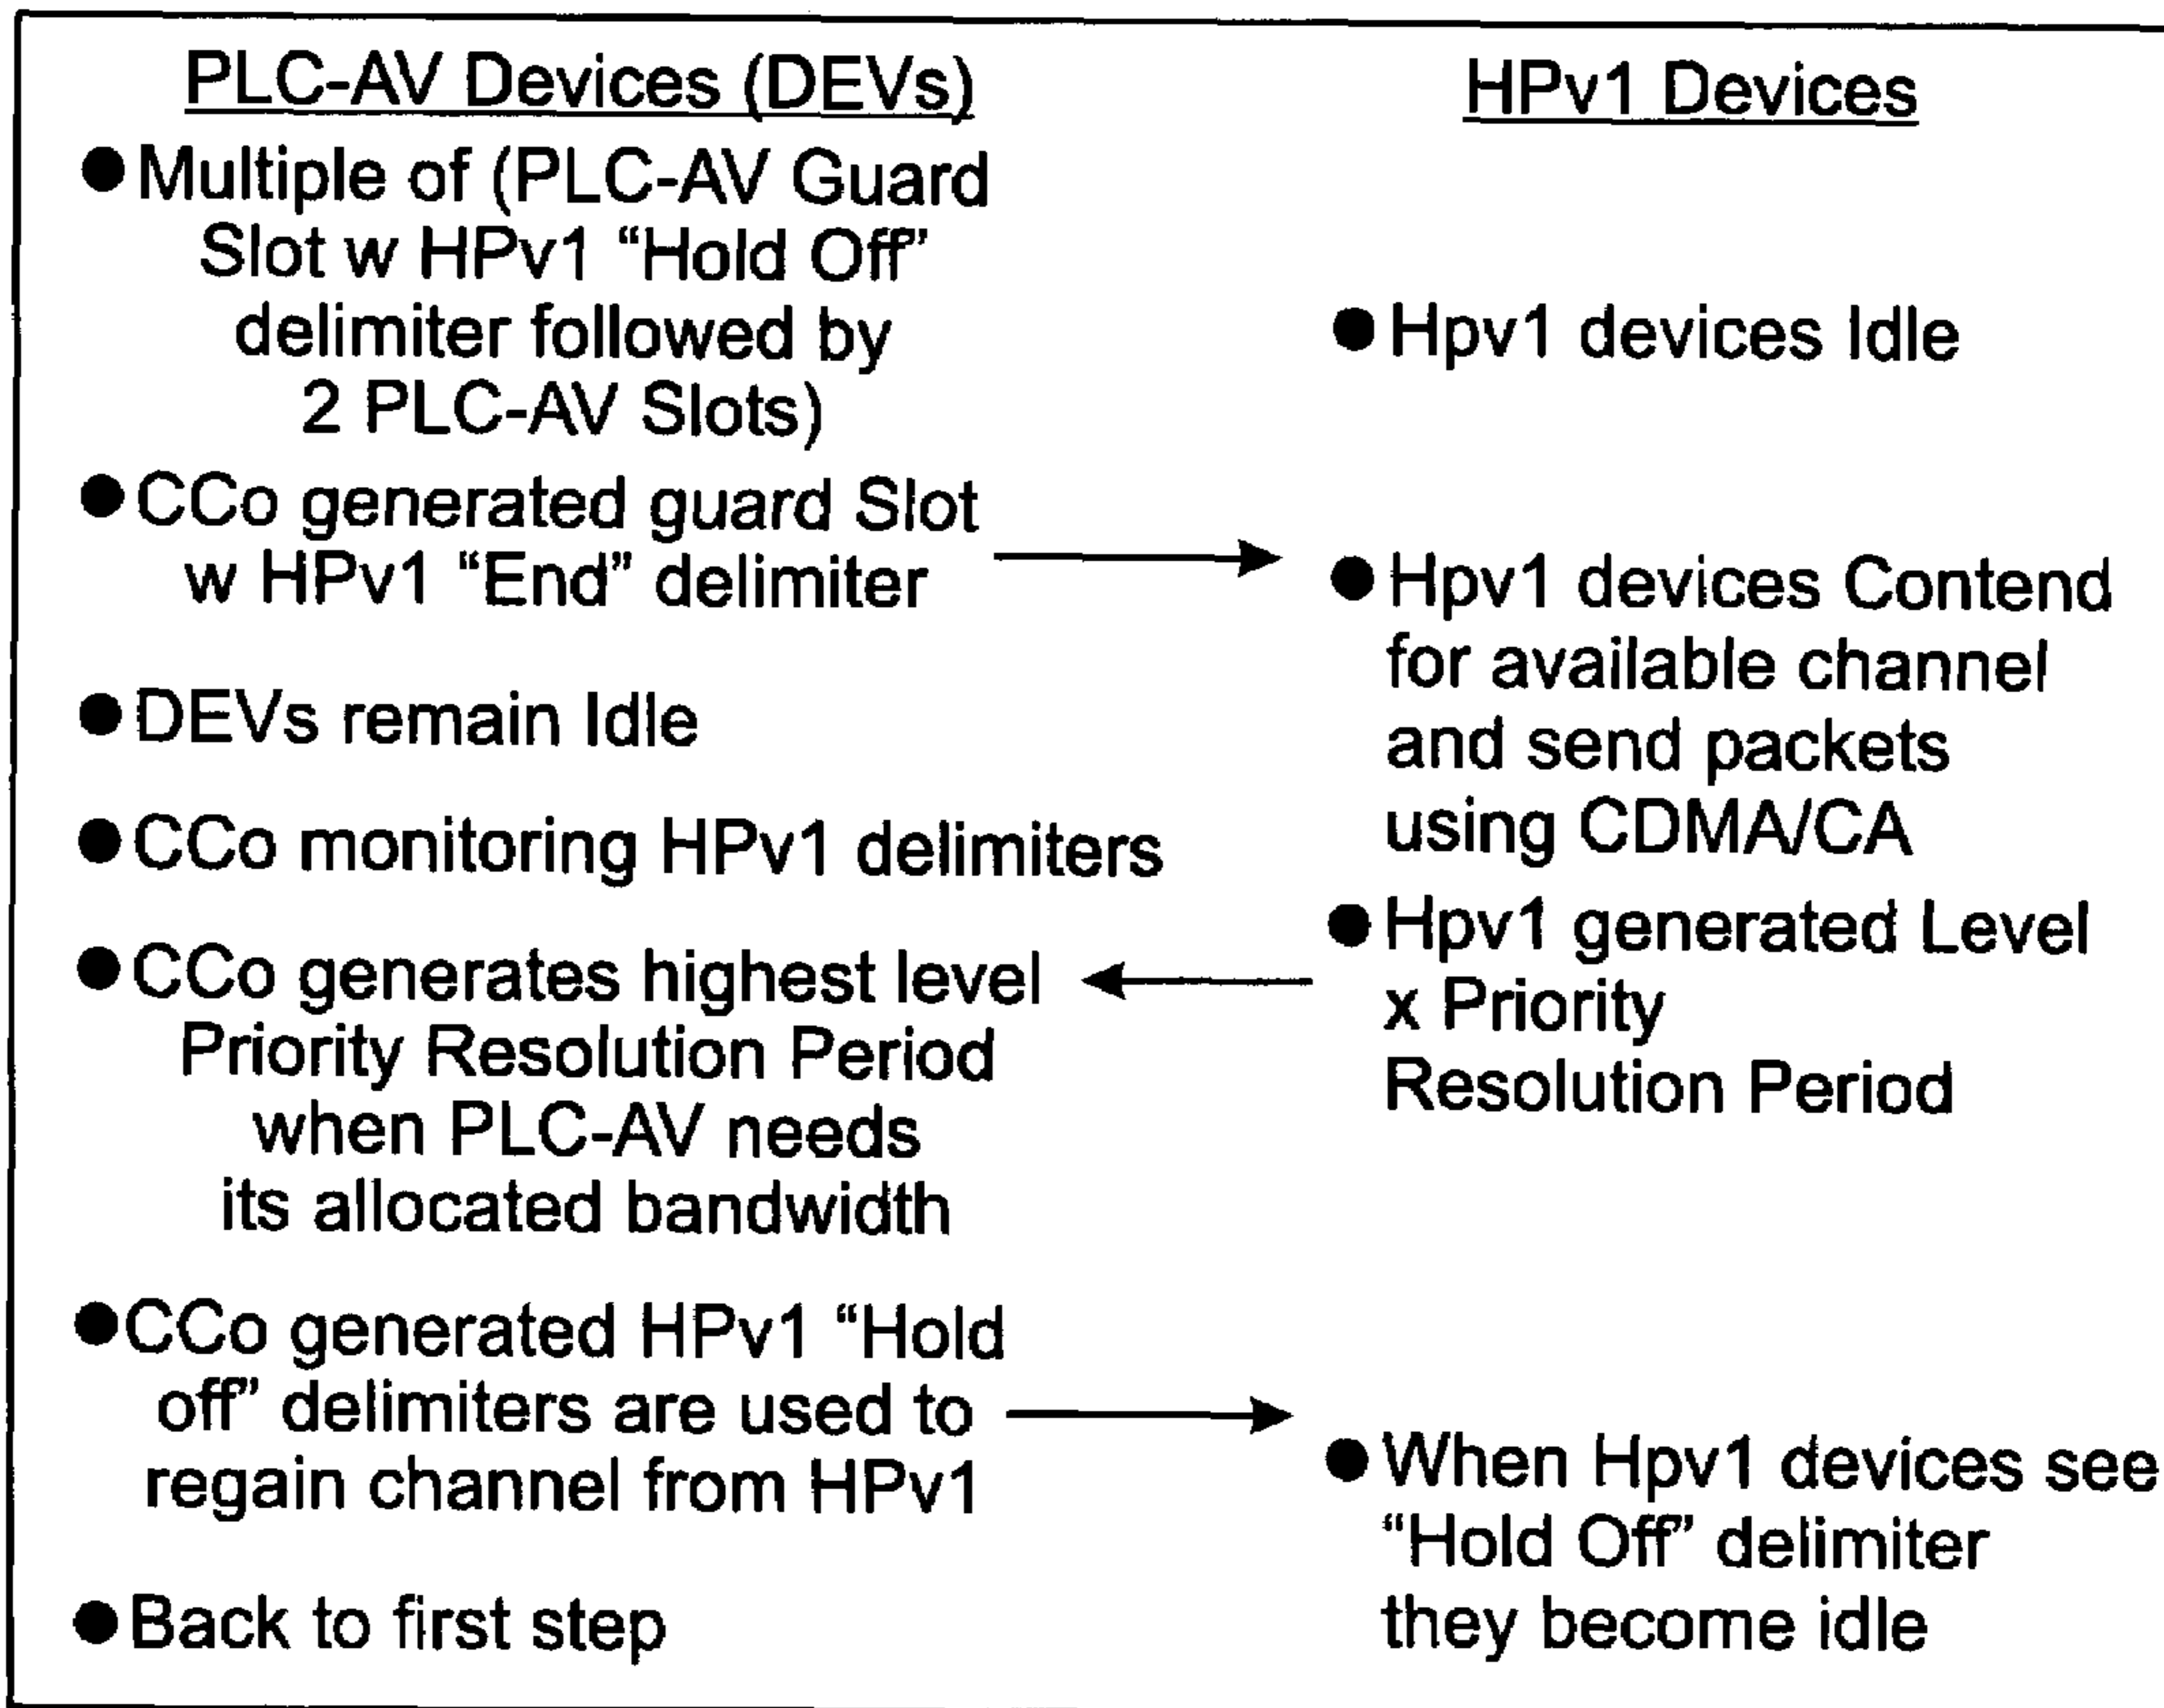 PLC-AV Devices (DEVs)
● Multiple of (PLC-AV Guard
Slot w HPv1 “Hold Off”
delimiter followed by
2 PLC-AV Slots)
● CCo generated guard Slot
w HPv1 “End” delimiter
● DEVs remain Idle
● CCo monitoring HPv1 delimiters
● CCo generates highest level
Priority Resolution Period
when PLC-AV needs
its allocated bandwidth
● CCo generated HPv1 “Hold
off” delimiters are used to
regain channel from HPv1
● Back to first step
HPv1 Devices
● Hpv1 devices Idle
● Hpv1 devices Contend
for available channel
and send packets
using CDMA/CA
● Hpv1 generated Level
x Priority
Resolution Period
● When Hpv1 devices see
“Hold Off” delimiter
they become idle